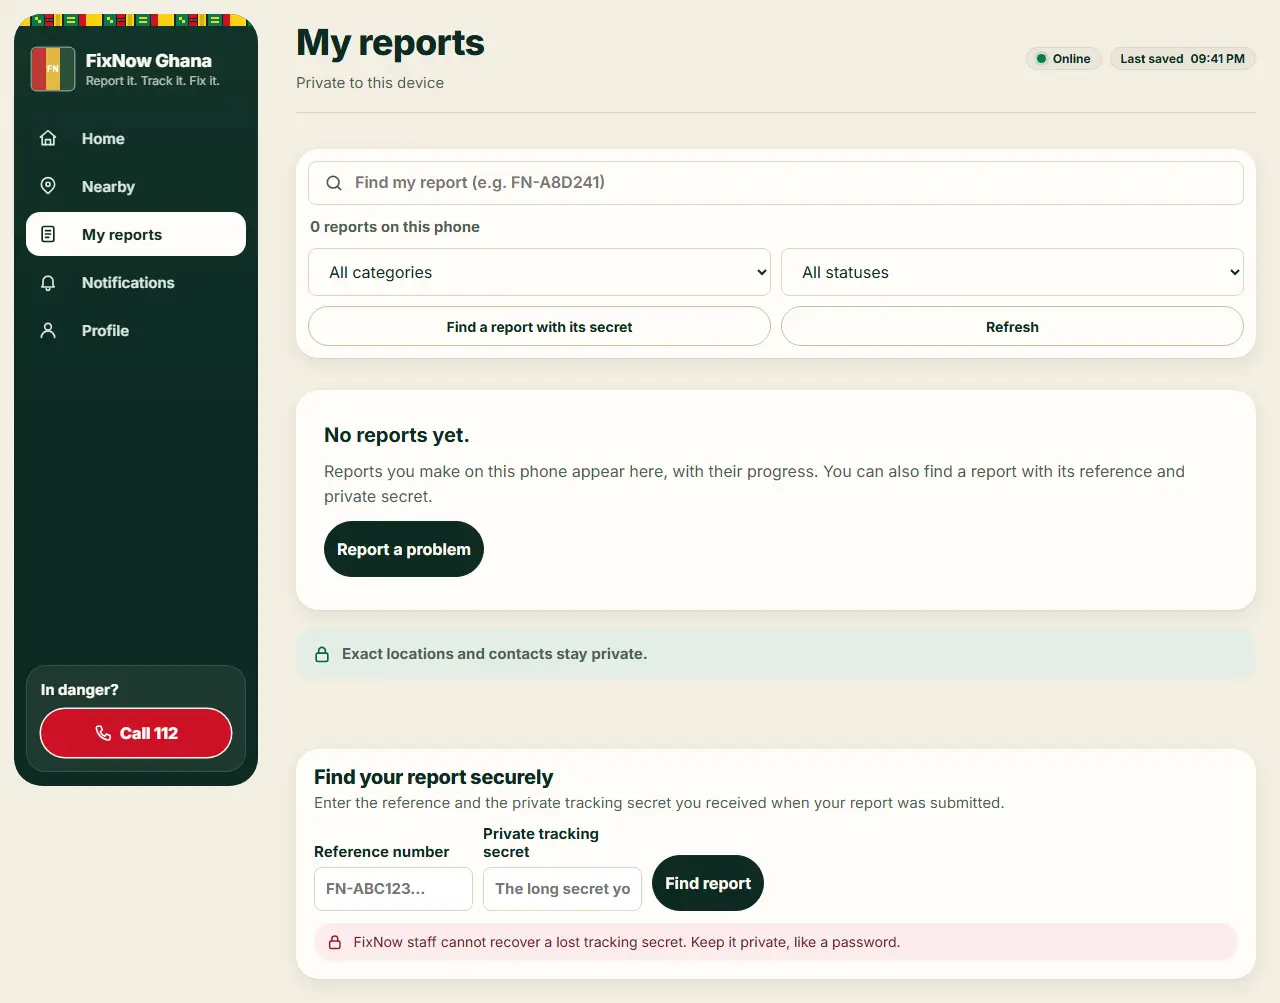 FN
FixNow Ghana
Report it. Track it. Fix it.
Home
Nearby
My reports
Notifications
Profile
In danger?
Call 112
My reports
Private to this device
Online
Last saved 09:41 PM
Find my report (e.g. FN-A8D241)
0 reports on this phone
All categories
All statuses
Find a report with its secret
Refresh
No reports yet.
Reports you make on this phone appear here, with their progress. You can also find a report with its reference and
private secret.
Report a problem
Exact locations and contacts stay private.
Find your report securely
Enter the reference and the private tracking secret you received when your report was submitted.
Reference number
FN-ABC123...
Private tracking
secret
The long secret yo
Find report
FixNow staff cannot recover a lost tracking secret. Keep it private, like a password.